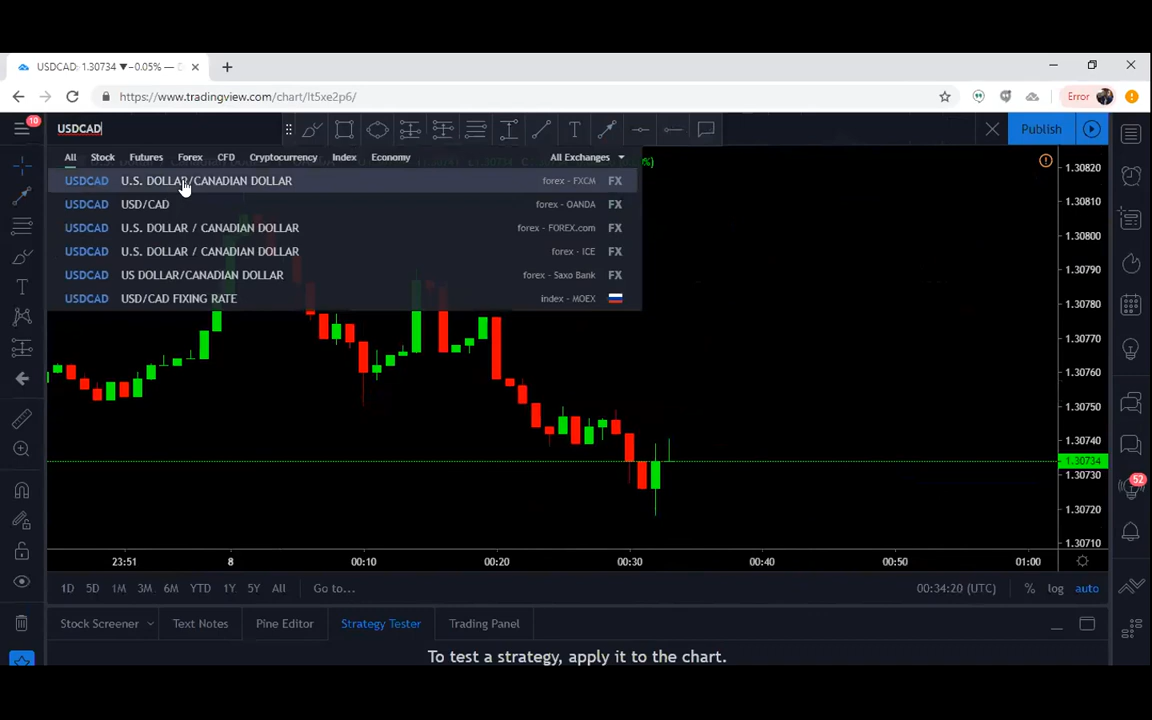 USDCAD: 1.30734 ▼−0.05% —
https://www.tradingview.com/chart/lt5xe2p6/
Error
10
USDCAD
Publish
All Stock Futures Forex CFD Cryptocurrency Index Economy All Exchanges
USDCAD U.S. DOLLAR/CANADIAN DOLLAR forex - FXCM FX
USDCAD USD/CAD forex - OANDA FX
USDCAD U.S. DOLLAR / CANADIAN DOLLAR forex - FOREX.com FX
USDCAD U.S. DOLLAR / CANADIAN DOLLAR forex - ICE FX
USDCAD US DOLLAR/CANADIAN DOLLAR forex - Saxo Bank FX
USDCAD USD/CAD FIXING RATE index - MOEX
1.30820
1.30810
1.30800
1.30790
1.30780
1.30770
1.30760
1.30750
1.30740
1.30734
1.30730
1.30720
1.30710
52
23:51 8 00:10 00:20 00:30 00:40 00:50 01:00
1D 5D 1M 3M 6M YTD 1Y 5Y All Go to... 00:34:20 (UTC) % log auto
Stock Screener Text Notes Pine Editor Strategy Tester Trading Panel
To test a strategy, apply it to the chart.